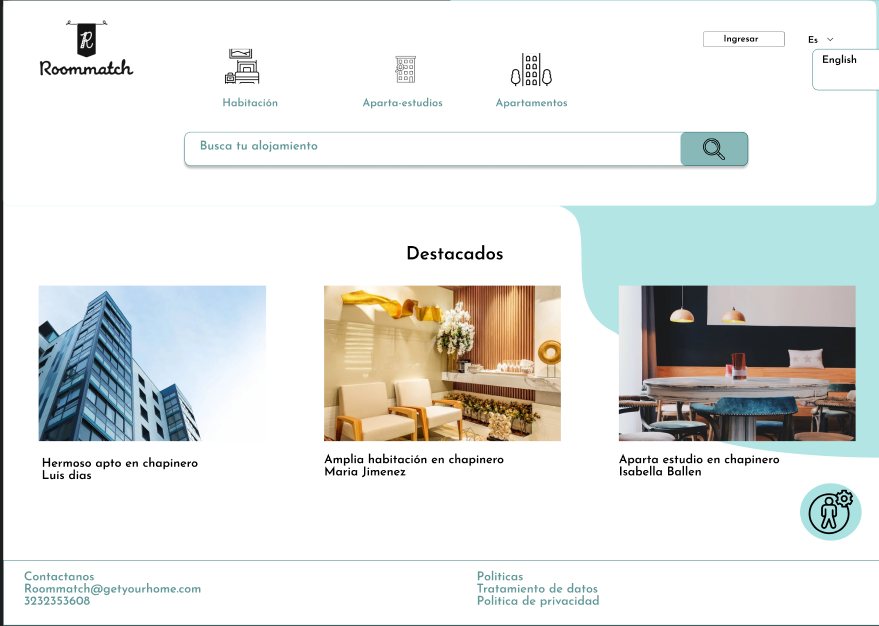 R
Roommatch
Habitación
Aparta-estudios
Apartamentos
Ingresar
Es
English
Busca tu alojamiento
Destacados
Hermoso apto en chapinero
Luis dias
Amplia habitación en chapinero
Maria Jimenez
Aparta estudio en chapinero
Isabella Ballen
Contactanos
Roommatch@getyourhome.com
3232353608
Politicas
Tratamiento de datos
Politica de privacidad